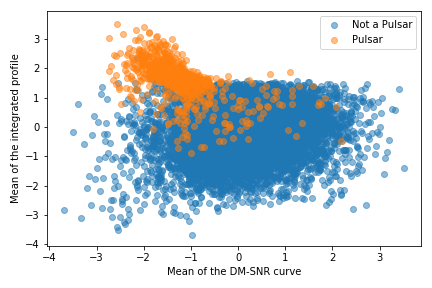 Not a Pulsar
Pulsar
Mean of the integrated profile
3
2
1
0
−1
−2
−3
−4
−4 −3 −2 −1 0 1 2 3
Mean of the DM-SNR curve